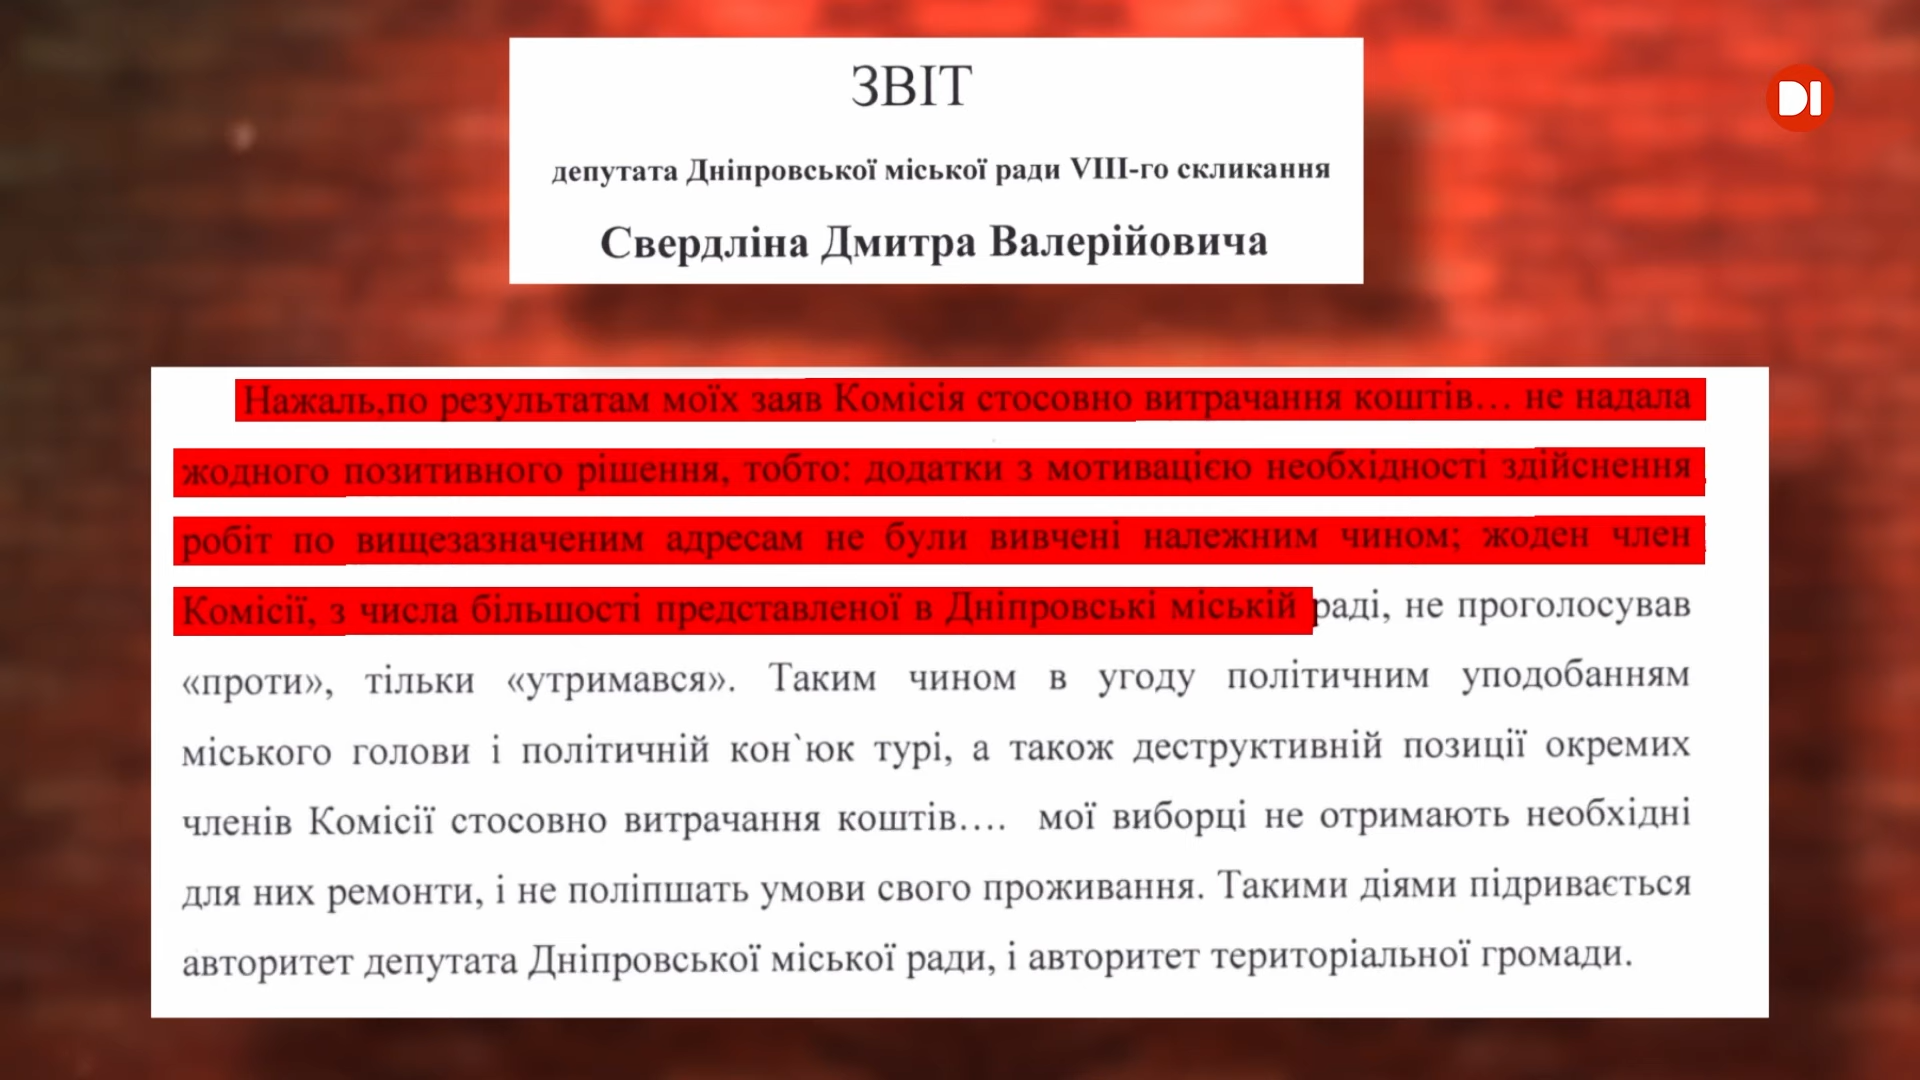 ЗВІТ
DI
депутата Дніпровської міської ради VIII-го скликання
Свердліна Дмитра Валерійовича
Нажаль,по результатам моїх заяв Комісія стосовно витрачання коштів… не надала
жодного позитивного рішення, тобто: додатки з мотивацією необхідності здійснення
робіт по вищезазначеним адресам не були вивчені належним чином; жоден член
Комісії, з числа більшості представленої в Дніпровські міській раді, не проголосував
«проти», тільки «утримався». Таким чином в угоду політичним уподобанням
міського голови і політичній кон`юк турі, а також деструктивній позиції окремих
членів Комісії стосовно витрачання коштів…. мої виборці не отримають необхідні
для них ремонти, і не поліпшать умови свого проживання. Такими діями підривається
авторитет депутата Дніпровської міської ради, і авторитет територіальної громади.